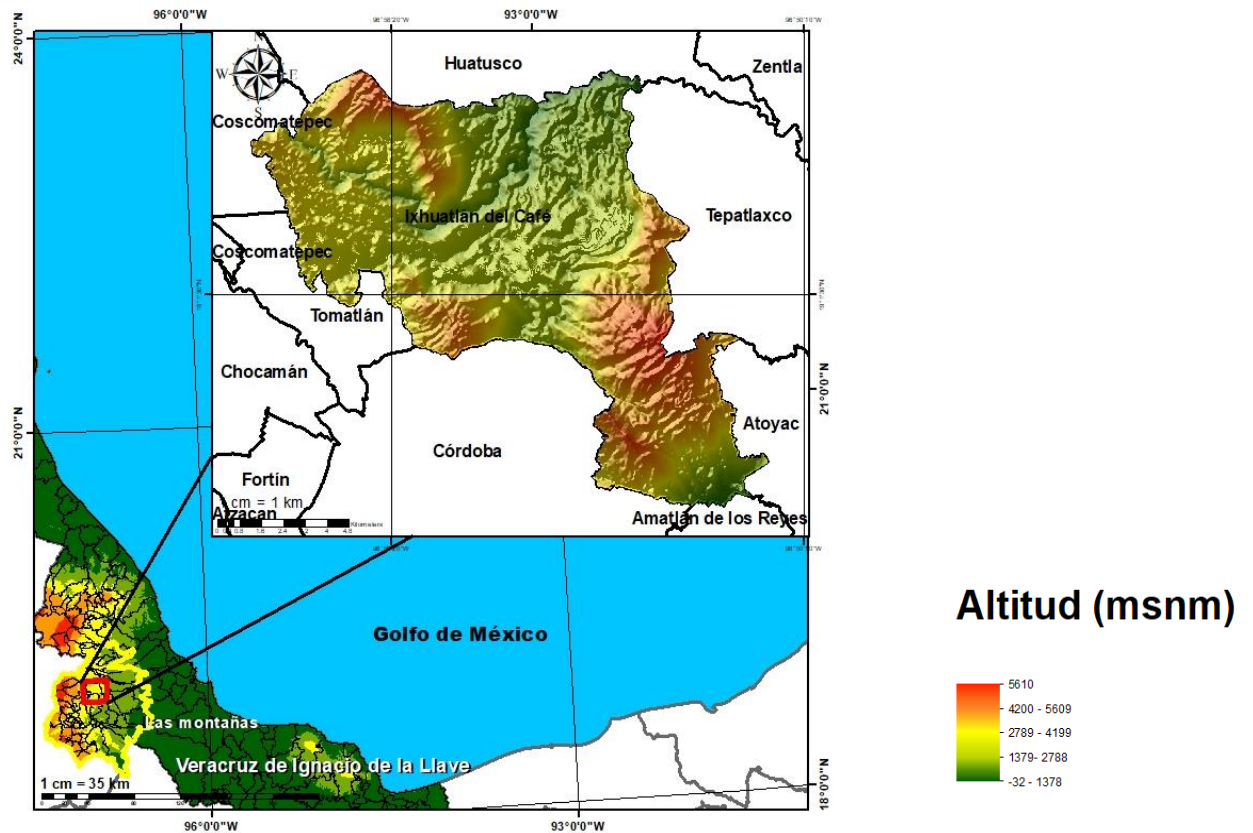 96°0'0"W
93°0'0"W
24°0'0"N
N
W
E
S
Huatusco
Zentla
Coscomatepec
Ixhuatlán del Café
Tepatlaxco
Coscomatepec
Tomatlán
Chocamán
21°0'0"N
21°0'0"N
Atoyac
Córdoba
Fortín
cm = 1 km
Atzacan
Kilometers
Amatlán de los Reyes
Golfo de México
Las montañas
Veracruz de Ignacio de la Llave
1 cm = 35 km
18°0'0"N
96°0'0"W
93°0'0"W
Altitud (msnm)
5610
4200 - 5609
2789 - 4199
1379- 2788
-32 - 1378